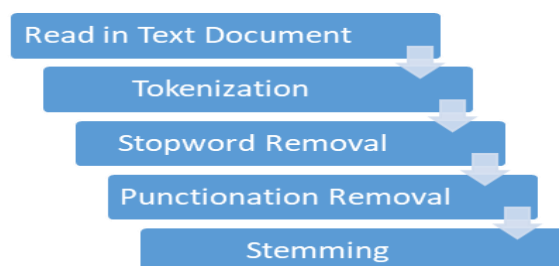 Read in Text Document
Tokenization
Stopword Removal
Punctionation Removal
Stemming